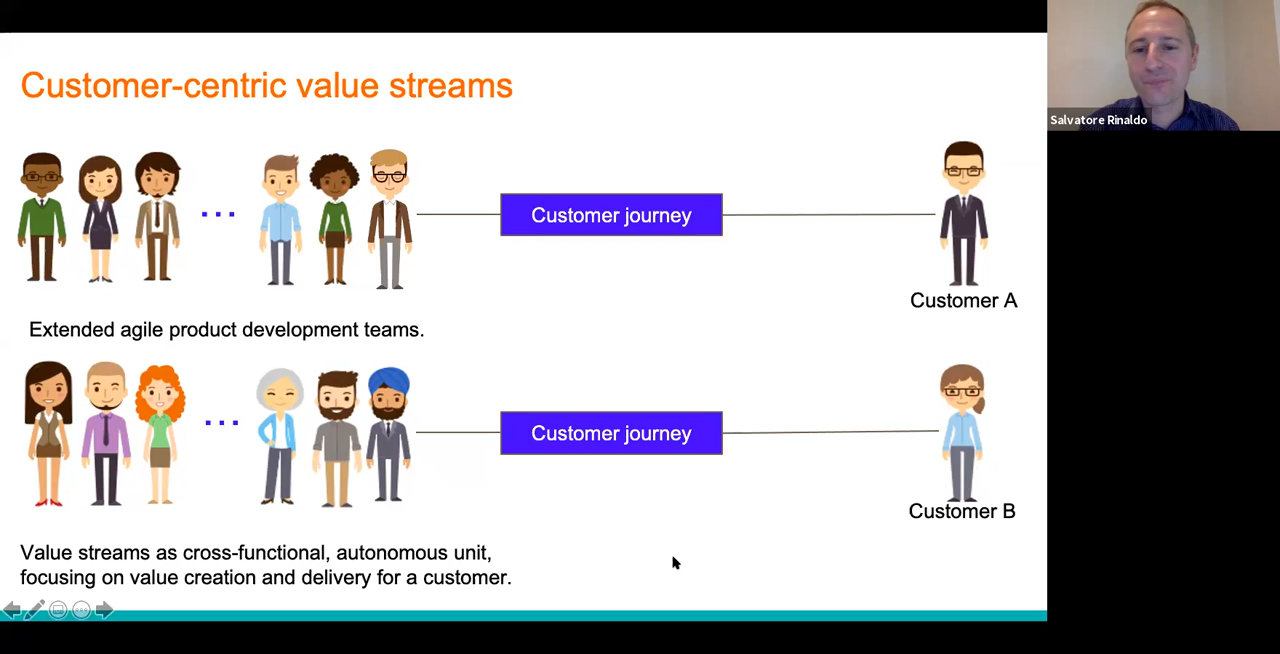 Customer-centric value streams
Salvatore Rinaldo
...
Customer journey
Customer A
Extended agile product development teams.
...
Customer journey
Customer B
Value streams as cross-functional, autonomous unit,
focusing on value creation and delivery for a customer.